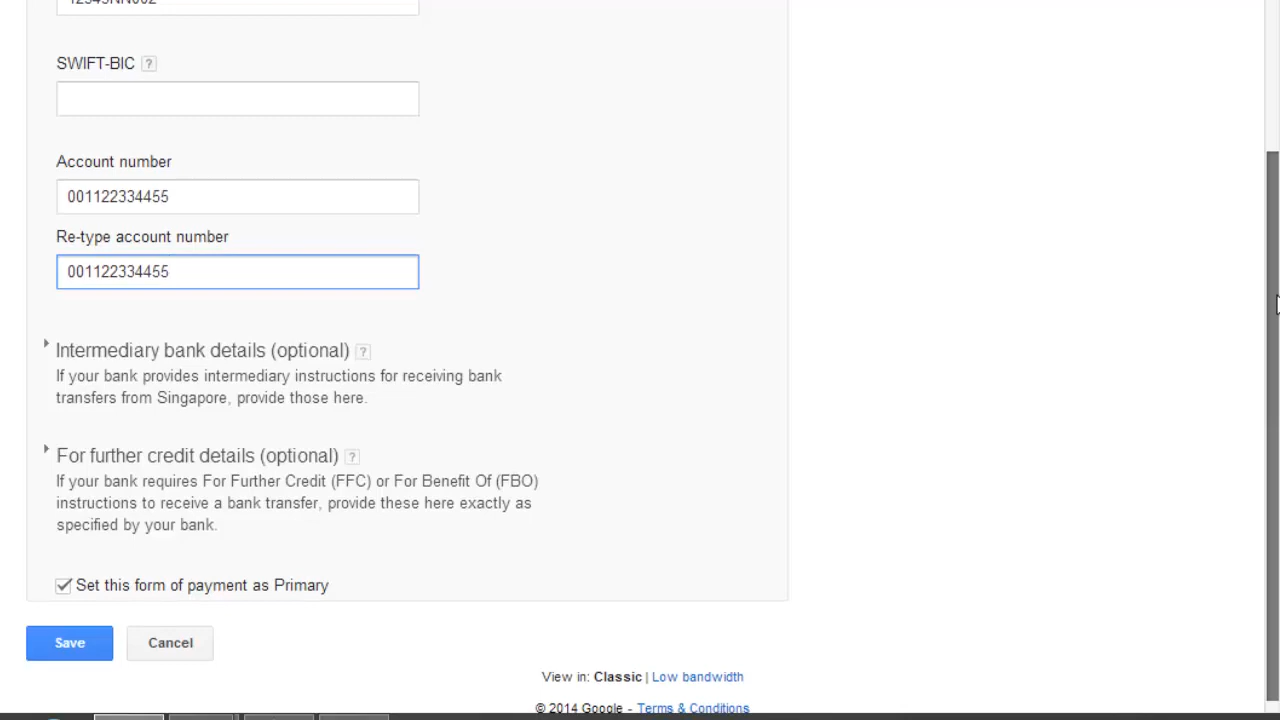 SWIFT-BIC ?
Account number
001122334455
Re-type account number
001122334455
Intermediary bank details (optional) ?
If your bank provides intermediary instructions for receiving bank
transfers from Singapore, provide those here.
For further credit details (optional) ?
If your bank requires For Further Credit (FFC) or For Benefit Of (FBO)
instructions to receive a bank transfer, provide these here exactly as
specified by your bank.
Set this form of payment as Primary
Save Cancel
View in: Classic | Low bandwidth
© 2014 Google - Terms & Conditions